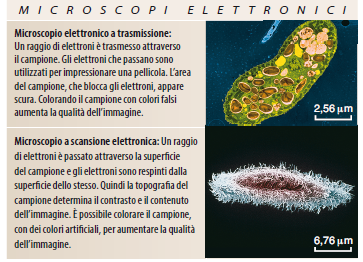 MICROSCOPI ELETTRONICI
Microscopio elettronico a trasmissione:
Un raggio di elettroni è trasmesso attraverso
il campione. Gli elettroni che passano sono
utilizzati per impressionare una pellicola. L'area
del campione, che blocca gli elettroni, appare
scura. Colorando il campione con colori falsi
aumenta la qualità dell'immagine.
2,56 µm
Microscopio a scansione elettronica: Un raggio
di elettroni è passato attraverso la superficie
del campione e gli elettroni sono respinti dalla
superficie dello stesso. Quindi la topografia del
campione determina il contrasto e il contenuto
dell'immagine. È possibile colorare il campione,
con dei colori artificiali, per aumentare la qualità
dell'immagine.
6,76 µm